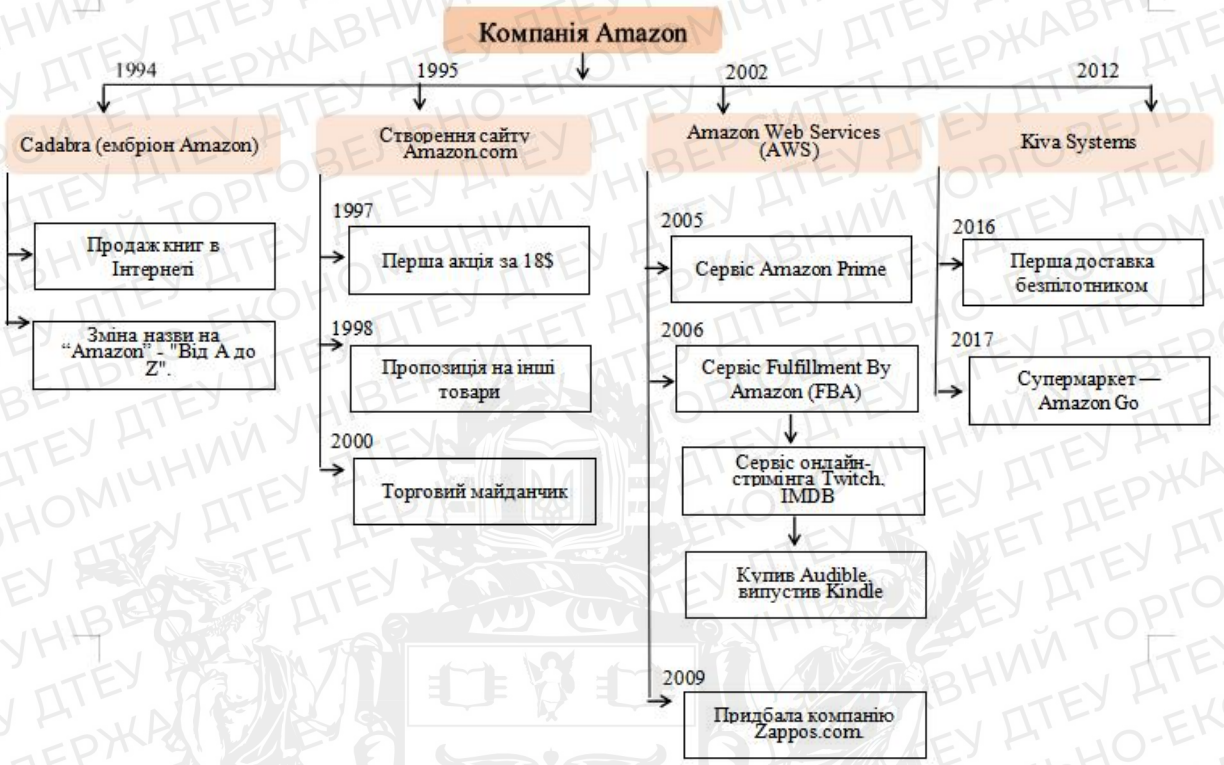 Компанія Amazon
1994
1995
2002
2012
Cadabra (ембріон Amazon)
Створення сайту
Amazon.com
Amazon Web Services
(AWS)
Kiva Systems
Продаж книг в
Інтернеті
Зміна назви на
“Amazon” - "Від А до
Z".
1997
Перша акція за 18$
1998
Пропозиція на інші
товари
2000
Торговий майданчик
2005
Сервіс Amazon Prime
2006
Сервіс Fulfillment By
Amazon (FBA)
Сервіс онлайн-
стрімінга Twitch,
IMDB
Купив Audible,
випустив Kindle
2009
Придбала компанію
Zappos.com.
2016
Перша доставка
безпілотником
2017
Супермаркет —
Amazon Go